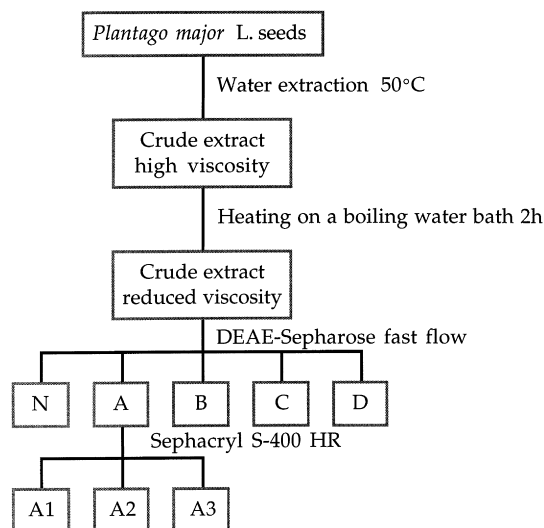 Plantago major L. seeds
Water extraction 50°C
Crude extract
high viscosity
Heating on a boiling water bath 2h
Crude extract
reduced viscosity
DEAE-Sepharose fast flow
N A B C D
Sephacryl S-400 HR
A1 A2 A3